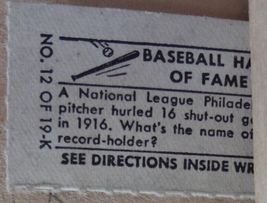 BASEBALL HA
OF FAME
A National League Philade
pitcher hurled 16 shut-out g
in 1916. What's the name of
record-holder?
SEE DIRECTIONS INSIDE WR
NO. 12 OF 19-K